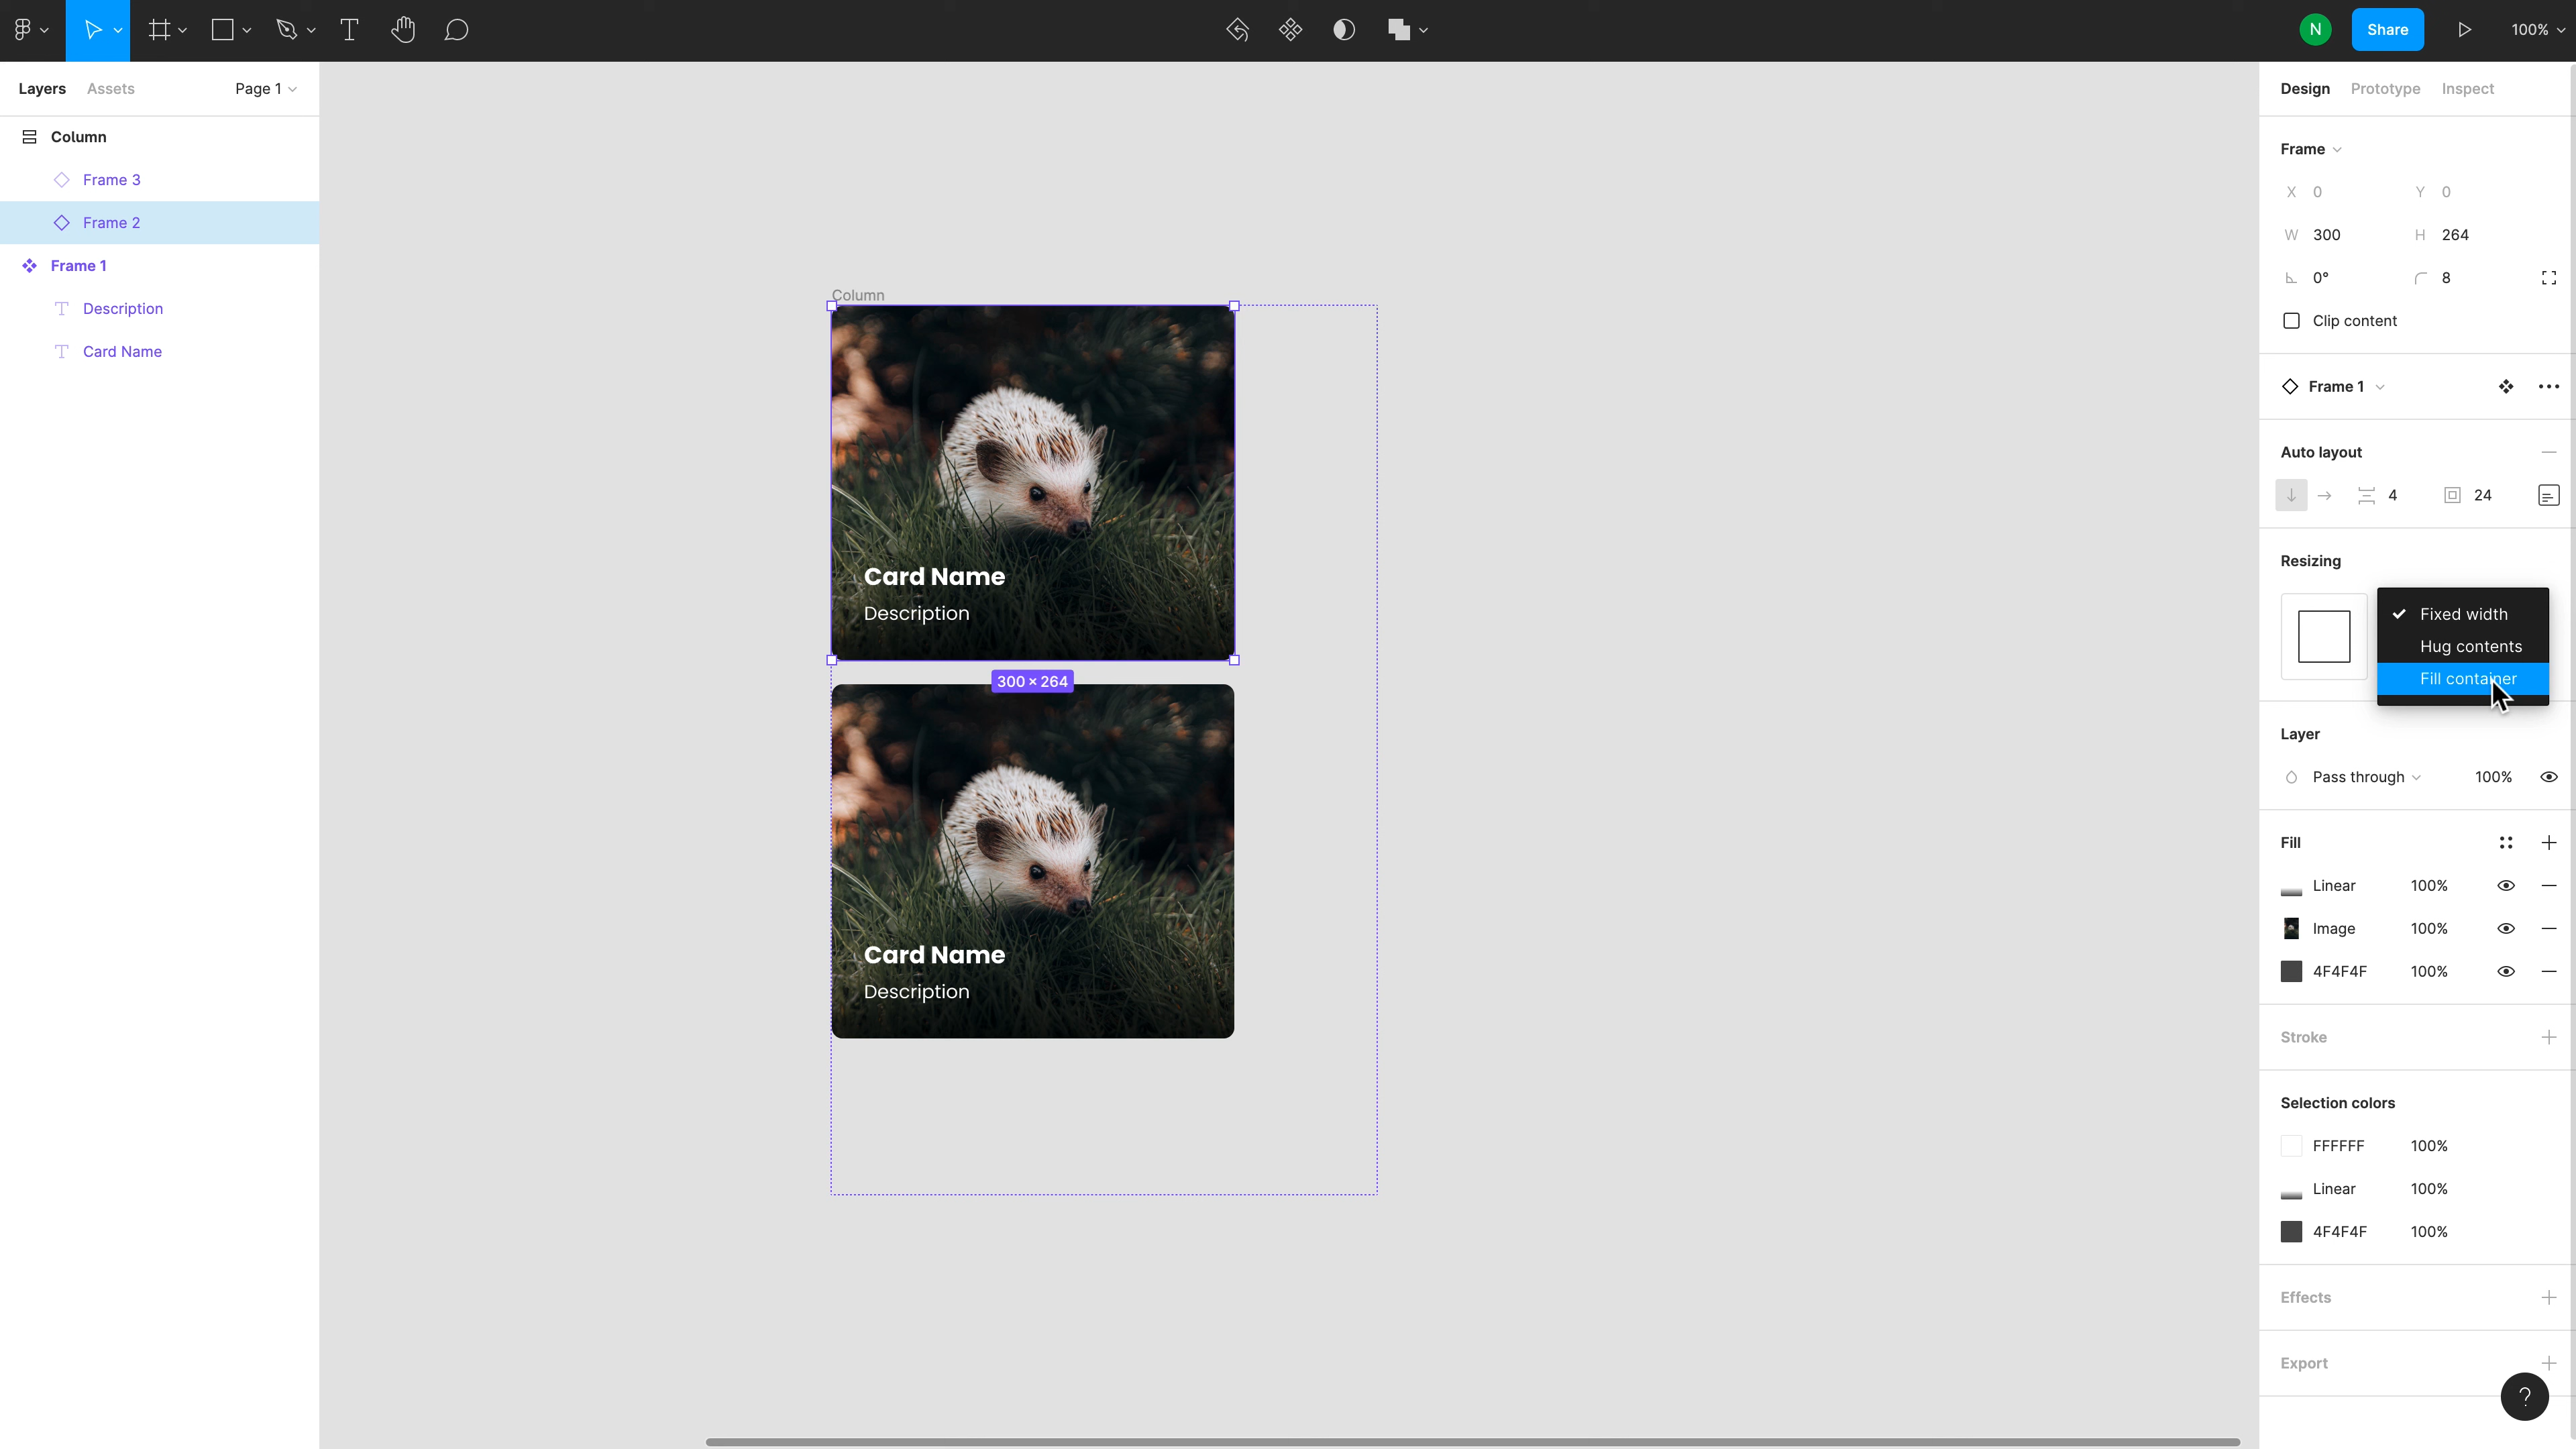 N
Share
100%
Layers
Assets
Page 1
Column
Frame 3
Frame 2
Frame 1
Description
Card Name
Column
Card Name
Description
300 × 264
Card Name
Description
Design
Prototype
Inspect
Frame
X 0
Y 0
W 300
H 264
0°
8
Clip content
Frame 1
Auto layout
4
24
Resizing
Fixed width
Hug contents
Fill container
Layer
Pass through 100%
Fill
Linear 100%
Image 100%
4F4F4F 100%
Stroke
Selection colors
FFFFFF 100%
Linear 100%
4F4F4F 100%
Effects
Export
?